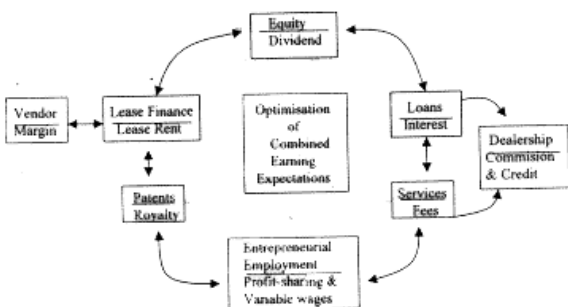 Equity
Dividend
Vendor
Margin
Lease Finance
Lease Rent
Optimisation
of
Combined
Earning
Expectations
Loans
Interest
Dealership
Commision
& Credit
Patents
Royalty
Services
Fees
Entrepreneurial
Employment
Profit-sharing &
Variable wages